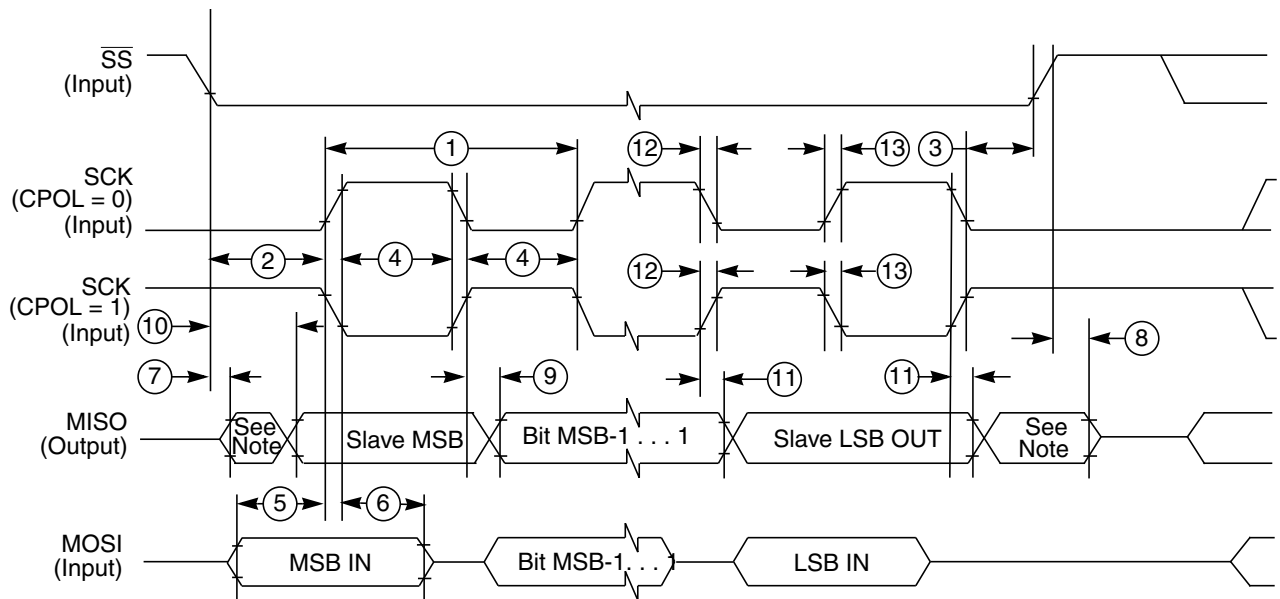 SS
(Input)
1
12
13
3
SCK
(CPOL = 0)
(Input)
2
4
4
12
13
SCK
(CPOL = 1)
(Input)
10
8
7
9
11
11
MISO
(Output)
See
Note
Slave MSB
Bit MSB-1 . . . 1
Slave LSB OUT
See
Note
5
6
MOSI
(Input)
MSB IN
Bit MSB-1. . . 1
LSB IN